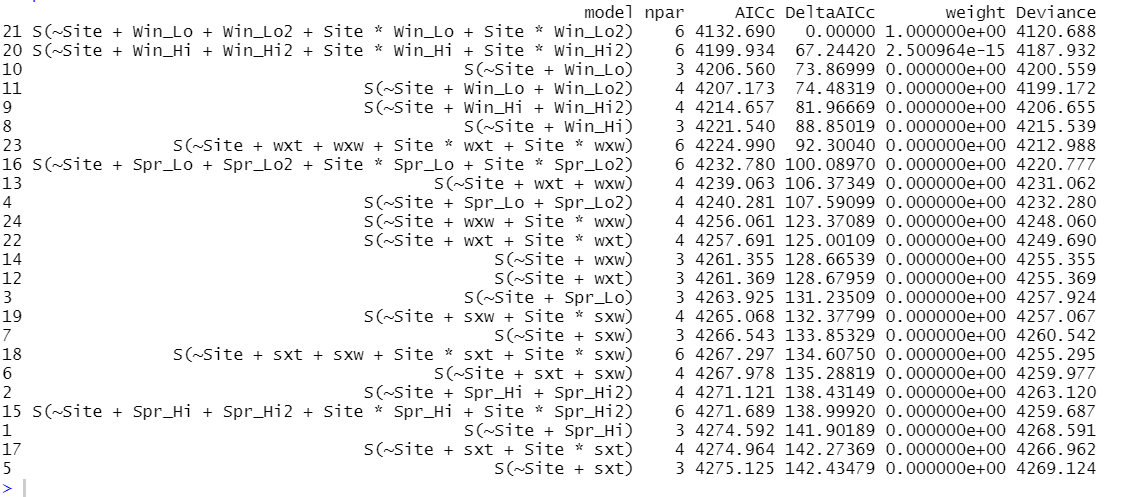 model npar AICc DeltaAICc weight Deviance
21 S(~Site + Win_Lo + Win_Lo2 + Site * Win_Lo + Site * Win_Lo2) 6 4132.690 0.00000 1.000000e+00 4120.688
20 S(~Site + Win_Hi + Win_Hi2 + Site * Win_Hi + Site * Win_Hi2) 6 4199.934 67.24420 2.500964e-15 4187.932
10 S(~Site + Win_Lo) 3 4206.560 73.86999 0.000000e+00 4200.559
11 S(~Site + Win_Lo + Win_Lo2) 4 4207.173 74.48319 0.000000e+00 4199.172
9 S(~Site + Win_Hi + Win_Hi2) 4 4214.657 81.96669 0.000000e+00 4206.655
8 S(~Site + Win_Hi) 3 4221.540 88.85019 0.000000e+00 4215.539
23 S(~Site + wxt + wxw + Site * wxt + Site * wxw) 6 4224.990 92.30040 0.000000e+00 4212.988
16 S(~Site + Spr_Lo + Spr_Lo2 + Site * Spr_Lo + Site * Spr_Lo2) 6 4232.780 100.08970 0.000000e+00 4220.777
13 S(~Site + wxt + wxw) 4 4239.063 106.37349 0.000000e+00 4231.062
4 S(~Site + Spr_Lo + Spr_Lo2) 4 4240.281 107.59099 0.000000e+00 4232.280
24 S(~Site + wxw + Site * wxw) 4 4256.061 123.37089 0.000000e+00 4248.060
22 S(~Site + wxt + Site * wxt) 4 4257.691 125.00109 0.000000e+00 4249.690
14 S(~Site + wxw) 3 4261.355 128.66539 0.000000e+00 4255.355
12 S(~Site + wxt) 3 4261.369 128.67959 0.000000e+00 4255.369
3 S(~Site + Spr_Lo) 3 4263.925 131.23509 0.000000e+00 4257.924
19 S(~Site + sxw + Site * sxw) 4 4265.068 132.37799 0.000000e+00 4257.067
7 S(~Site + sxw) 3 4266.543 133.85329 0.000000e+00 4260.542
18 S(~Site + sxt + sxw + Site * sxt + Site * sxw) 6 4267.297 134.60750 0.000000e+00 4255.295
6 S(~Site + sxt + sxw) 4 4267.978 135.28819 0.000000e+00 4259.977
2 S(~Site + Spr_Hi + Spr_Hi2) 4 4271.121 138.43149 0.000000e+00 4263.120
15 S(~Site + Spr_Hi + Spr_Hi2 + Site * Spr_Hi + Site * Spr_Hi2) 6 4271.689 138.99920 0.000000e+00 4259.687
1 S(~Site + Spr_Hi) 3 4274.592 141.90189 0.000000e+00 4268.591
17 S(~Site + sxt + Site * sxt) 4 4274.964 142.27369 0.000000e+00 4266.962
5 S(~Site + sxt) 3 4275.125 142.43479 0.000000e+00 4269.124
>